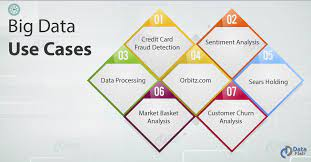 Big Data
Use Cases
01
Credit Card
Fraud Detection
02
Sentiment Analysis
03
Data Processing
04
Orbitz.com
05
Sears Holding
06
Market Basket
Analysis
07
Customer Churn
Analysis
Data
Flair